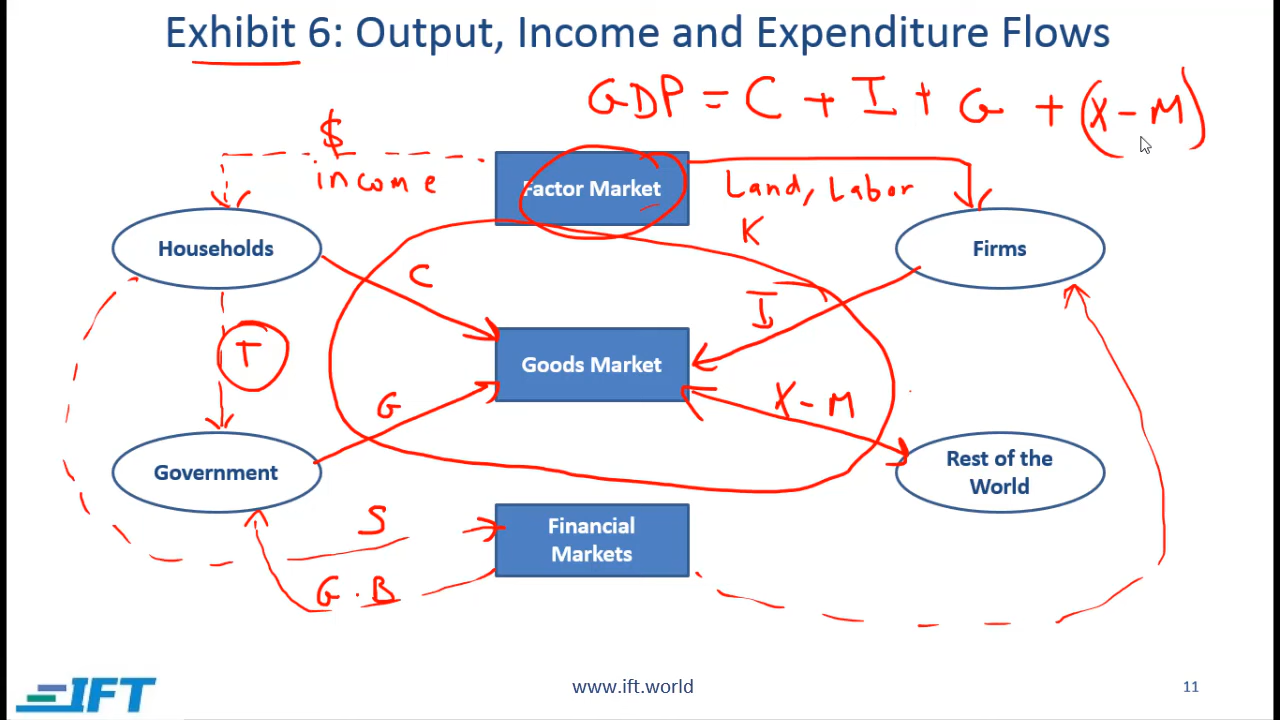 Exhibit 6: Output, Income and Expenditure Flows
GDP = C + I + G + (X - M)
$
income
Factor Market
Land, Labor
K
Households
Firms
C
I
T
Goods Market
G
X - M
Government
Rest of the
World
S
Financial
Markets
G.B
IFT
www.ift.world
11